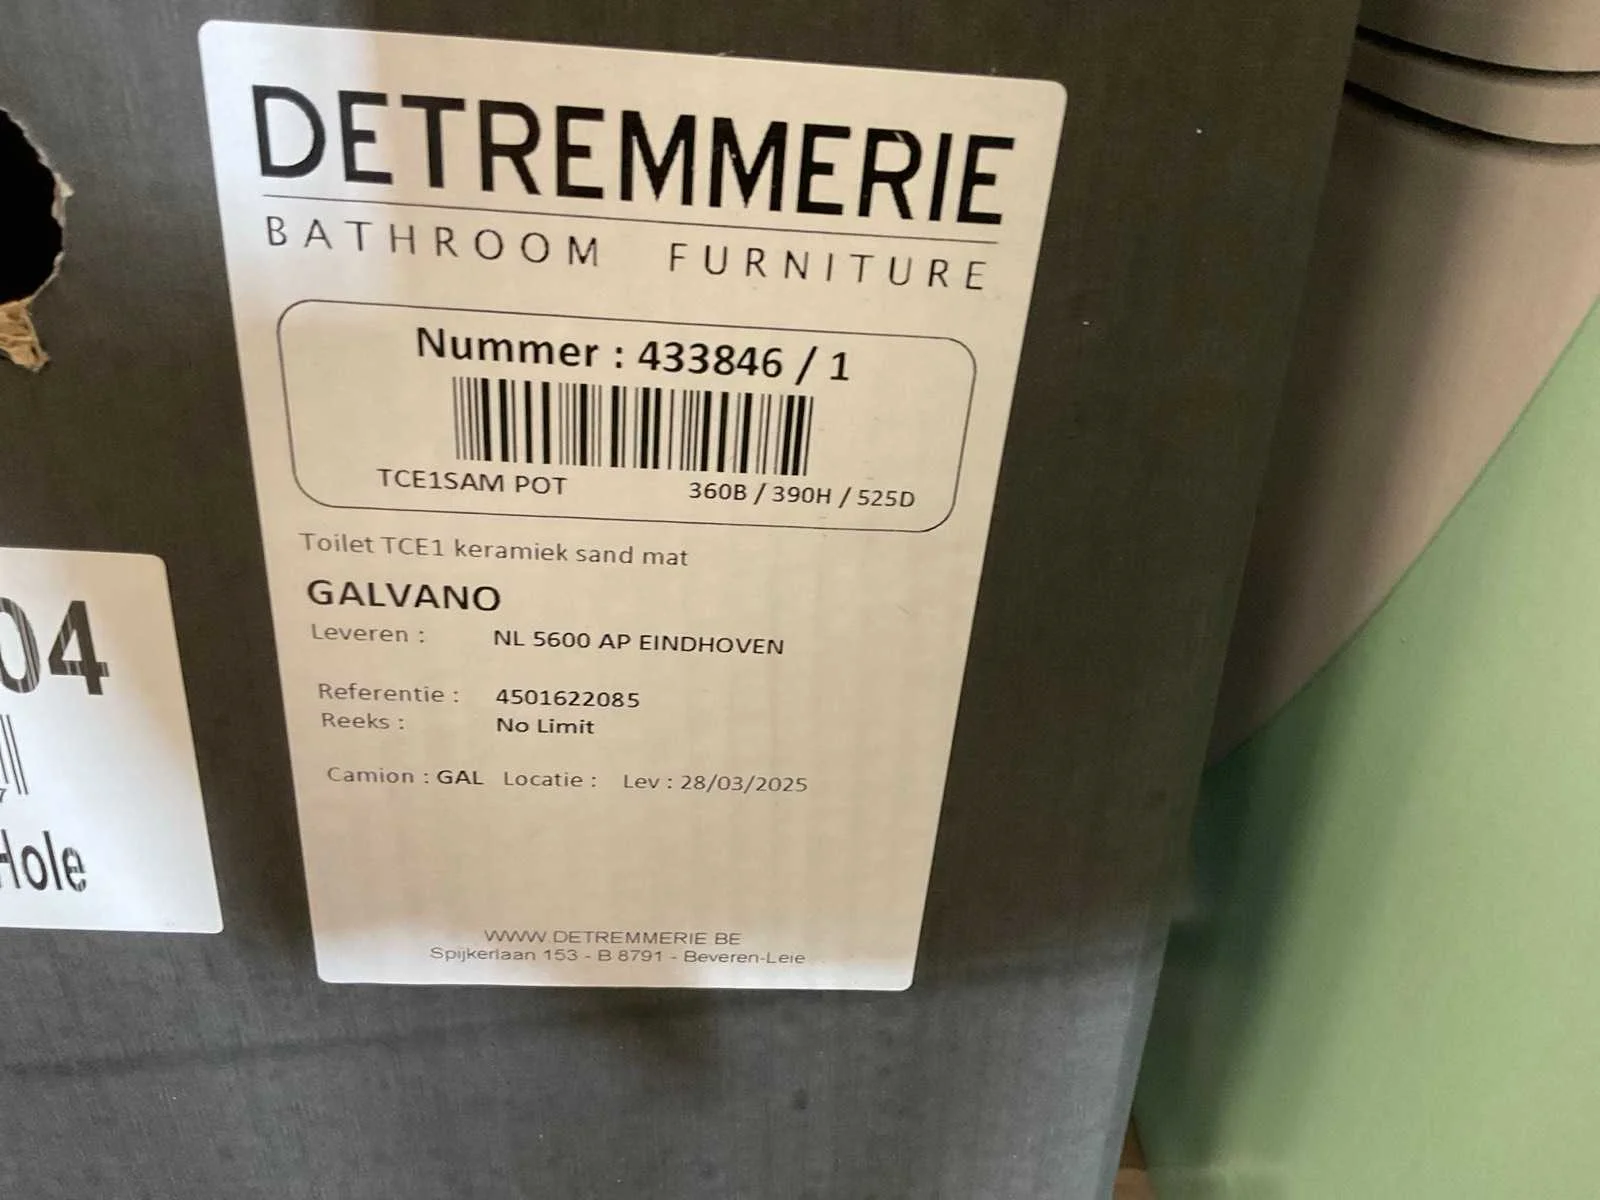 DETREMMERIE
BATHROOM FURNITURE
Nummer : 433846 / 1
TCE1SAM POT 360B / 390H / 525D
Toilet TCE1 keramiek sand mat
GALVANO
Leveren : NL 5600 AP EINDHOVEN
Referentie : 4501622085
Reeks : No Limit
Camion : GAL Locatie : Lev : 28/03/2025
WWW.DETREMMERIE.BE
Spijkerlaan 153 - B 8791 - Beveren-Leie
04
7
Hole